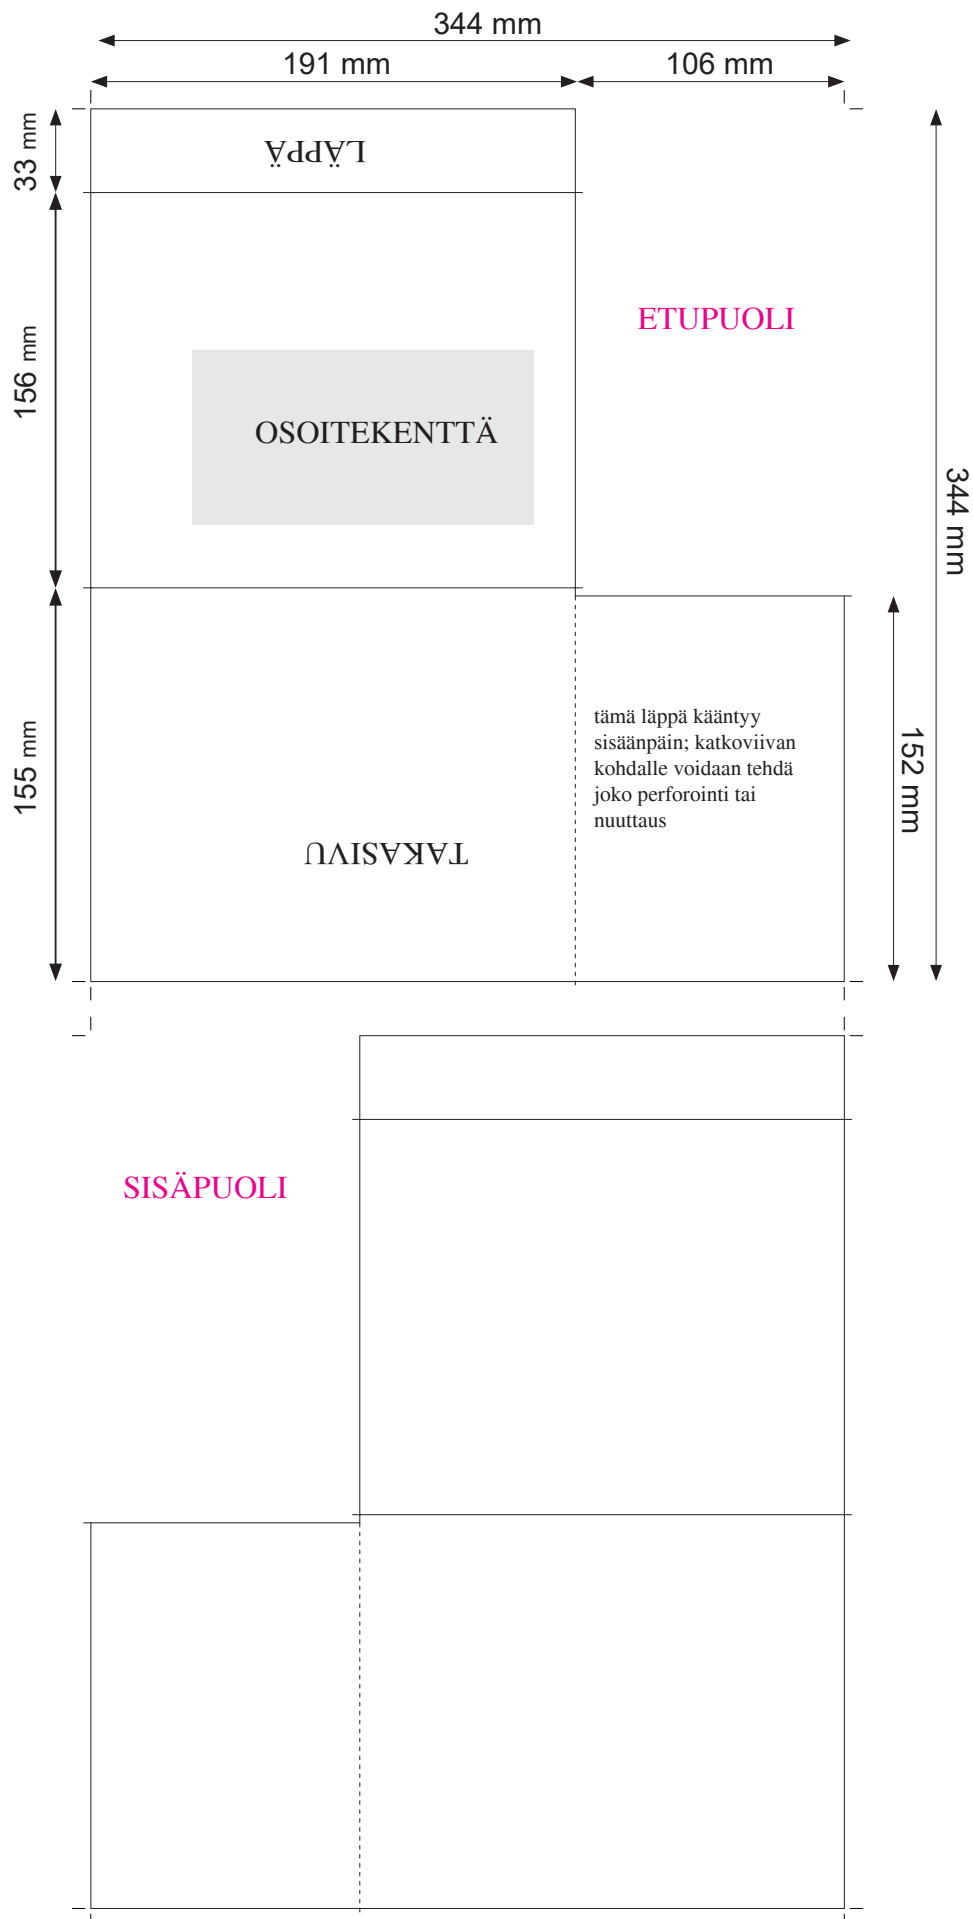 344 mm
191 mm
106 mm
33 mm
LÄPPÄ
156 mm
ETUPUOLI
OSOITEKENTTÄ
344 mm
155 mm
tämä läppä kääntyy
sisäänpäin; katkoviivan
kohdalle voidaan tehdä
joko perforointi tai
nuuttaus
152 mm
TAKASIVU
SISÄPUOLI